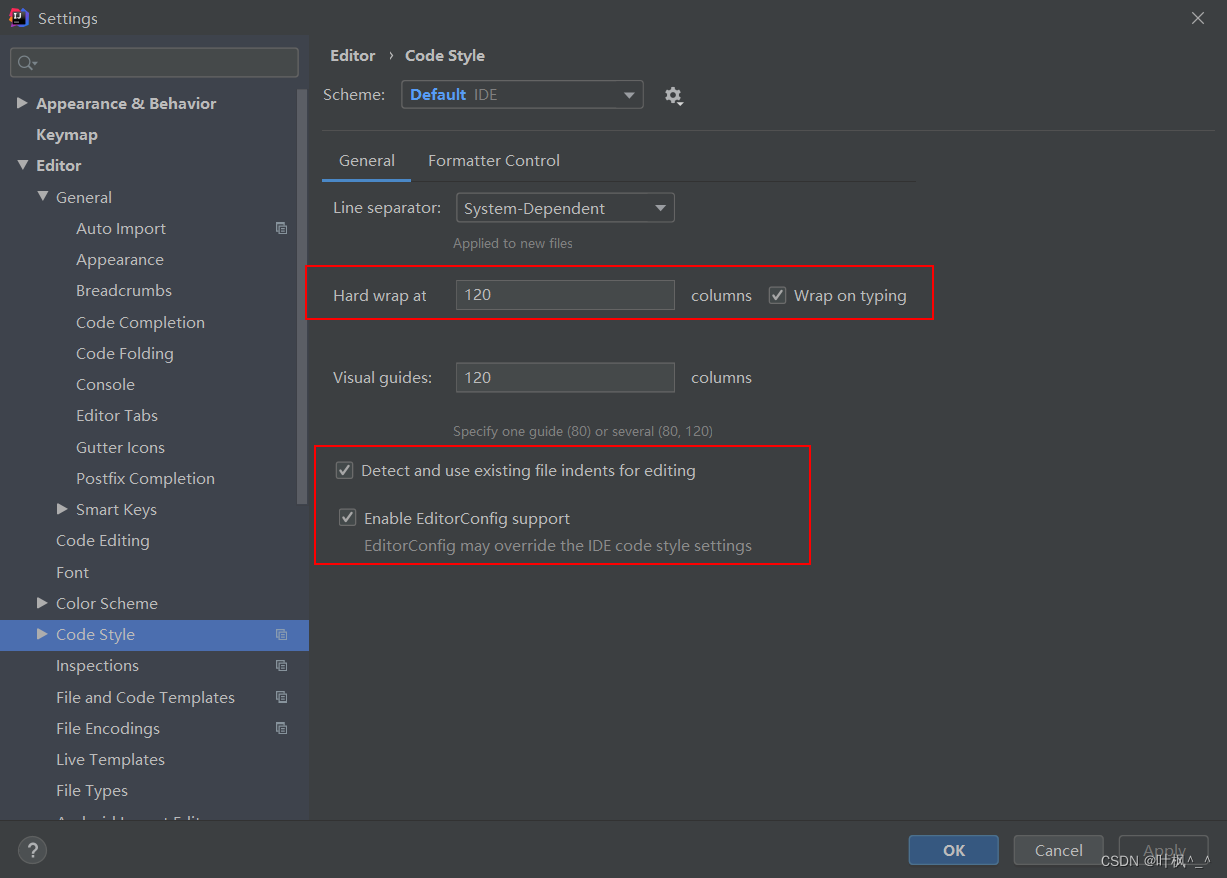 Settings
Appearance & Behavior
Keymap
Editor
General
Auto Import
Appearance
Breadcrumbs
Code Completion
Code Folding
Console
Editor Tabs
Gutter Icons
Postfix Completion
Smart Keys
Code Editing
Font
Color Scheme
Code Style
Inspections
File and Code Templates
File Encodings
Live Templates
File Types
Editor › Code Style
Scheme: Default IDE
General Formatter Control
Line separator: System-Dependent
Applied to new files
Hard wrap at 120 columns Wrap on typing
Visual guides: 120 columns
Specify one guide (80) or several (80, 120)
Detect and use existing file indents for editing
Enable EditorConfig support
EditorConfig may override the IDE code style settings
? OK Cancel Apply
CSDN @叶枫^_^